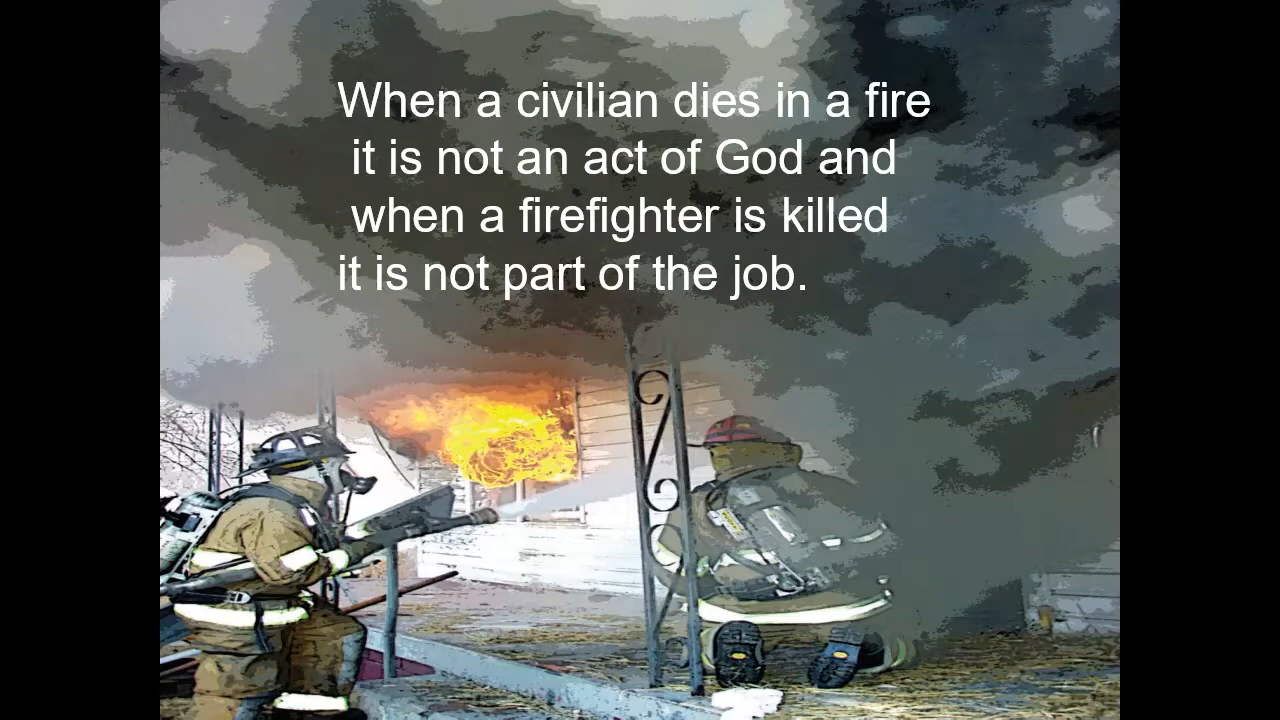 When a civilian dies in a fire
it is not an act of God and
when a firefighter is killed
it is not part of the job.